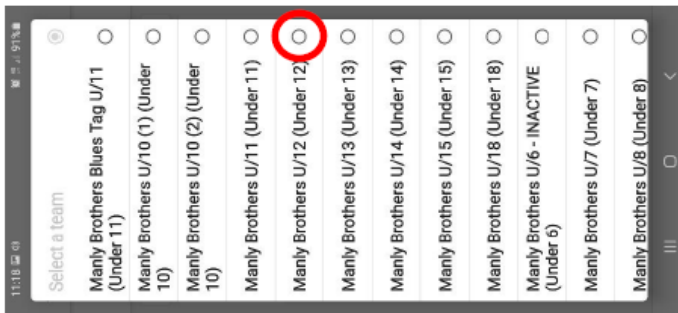 11:18
91%
Select a team
Manly Brothers Blues Tag U/11
(Under 11)
Manly Brothers U/10 (1) (Under
10)
Manly Brothers U/10 (2) (Under
10)
Manly Brothers U/11 (Under 11)
Manly Brothers U/12 (Under 12)
Manly Brothers U/13 (Under 13)
Manly Brothers U/14 (Under 14)
Manly Brothers U/15 (Under 15)
Manly Brothers U/18 (Under 18)
Manly Brothers U/6 - INACTIVE
(Under 6)
Manly Brothers U/7 (Under 7)
Manly Brothers U/8 (Under 8)